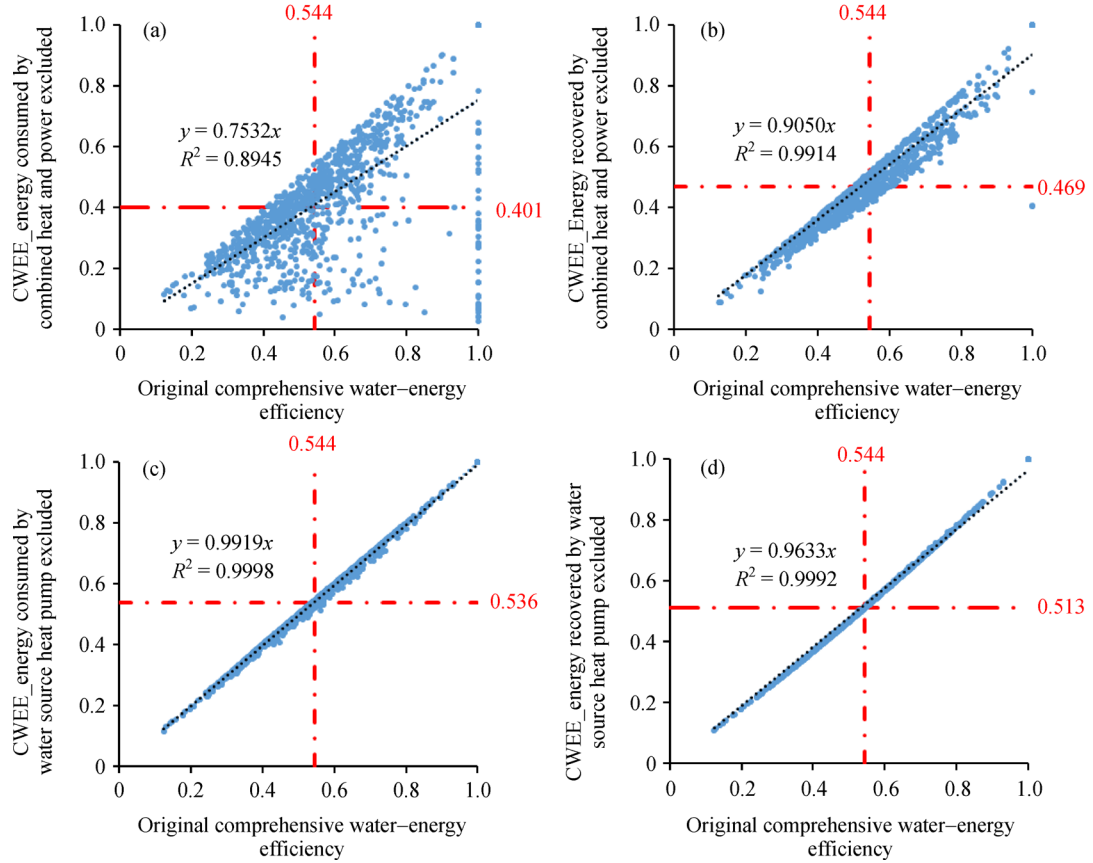 0.544
(a)
CWEE_energy consumed by
combined heat and power excluded
1.0
0.8
0.6
0.4
0.2
0
y = 0.7532x
R² = 0.8945
0.401
0 0.2 0.4 0.6 0.8 1.0
Original comprehensive water−energy
efficiency
0.544
(b)
CWEE_Energy recovered by
combined heat and power excluded
1.0
0.8
0.6
0.4
0.2
0
y = 0.9050x
R² = 0.9914
0.469
0 0.2 0.4 0.6 0.8 1.0
Original comprehensive water−energy
efficiency
0.544
(c)
CWEE_energy consumed by
water source heat pump excluded
1.0
0.8
0.6
0.4
0.2
0
y = 0.9919x
R² = 0.9998
0.536
0 0.2 0.4 0.6 0.8 1.0
Original comprehensive water−energy
efficiency
0.544
(d)
CWEE_energy recovered by water
source heat pump excluded
1.0
0.8
0.6
0.4
0.2
0
y = 0.9633x
R² = 0.9992
0.513
0 0.2 0.4 0.6 0.8 1.0
Original comprehensive water−energy
efficiency